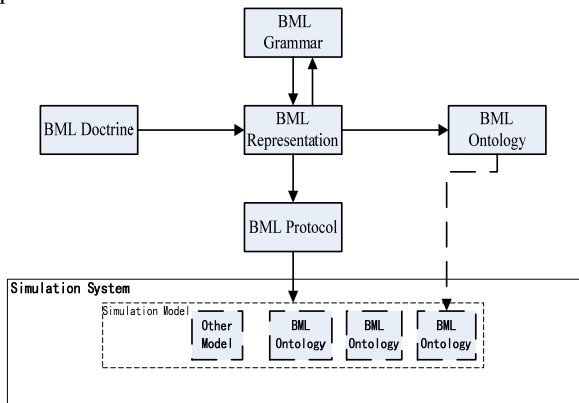 BML
Grammar
BML Doctrine
BML
Representation
BML
Ontology
BML Protocol
Simulation System
Simulation Model
Other
Model
BML
Ontology
BML
Ontology
BML
Ontology